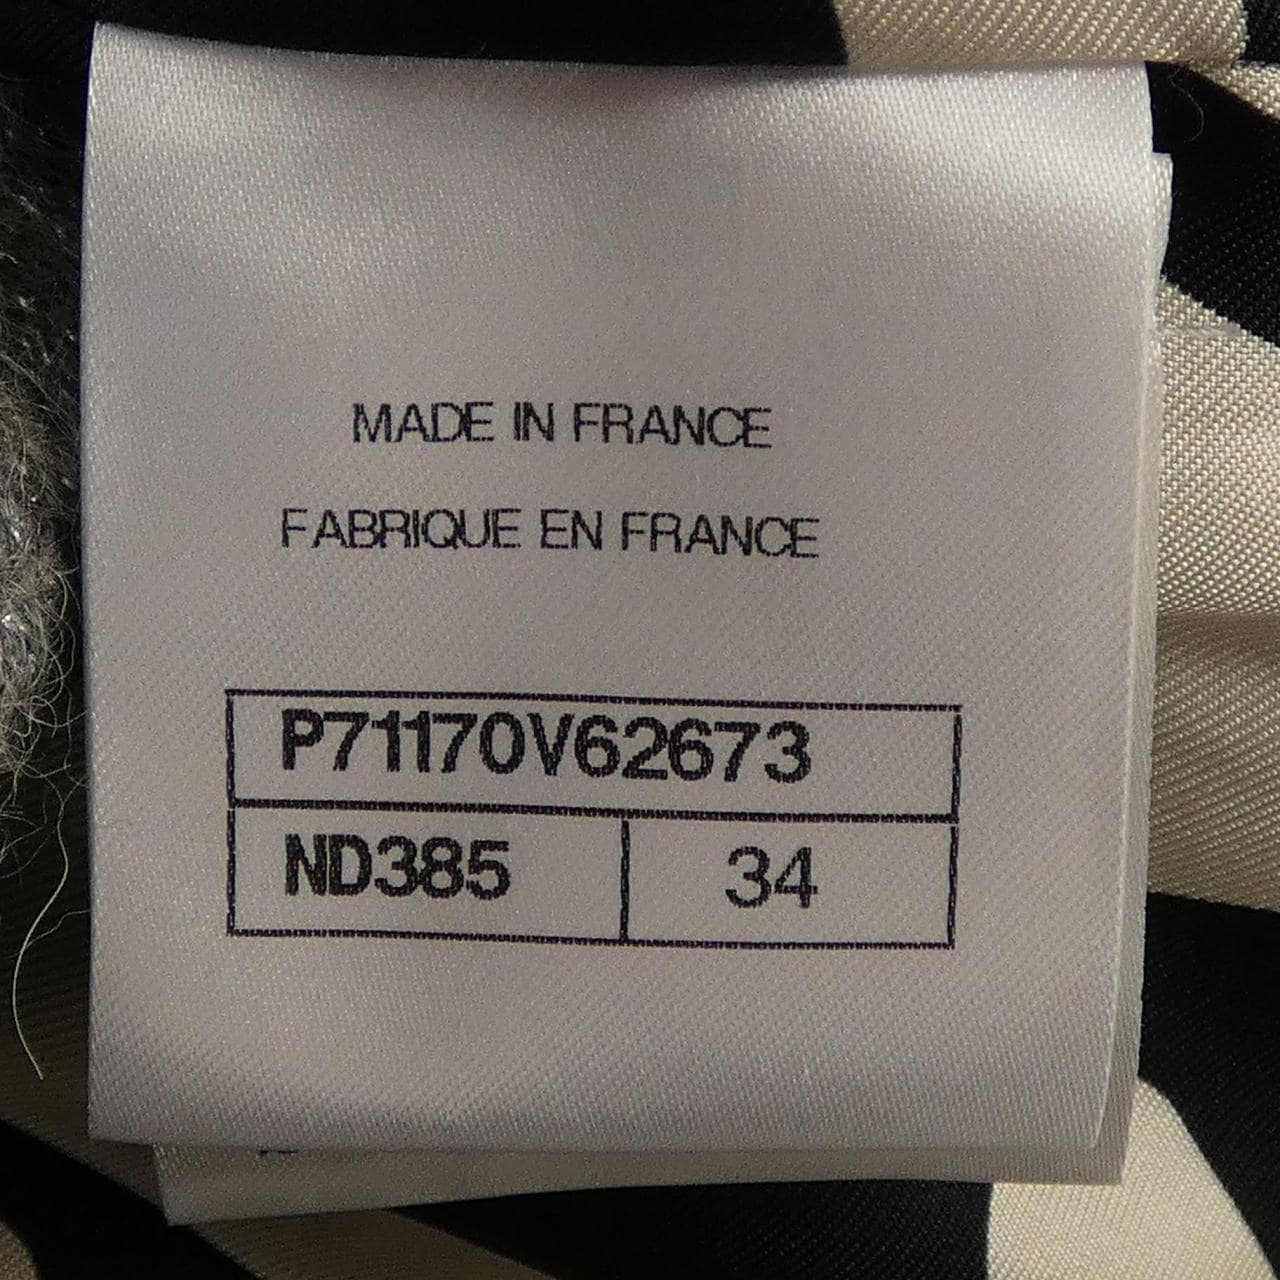 MADE IN FRANCE
FABRIQUE EN FRANCE
P71170V62673
ND385 34